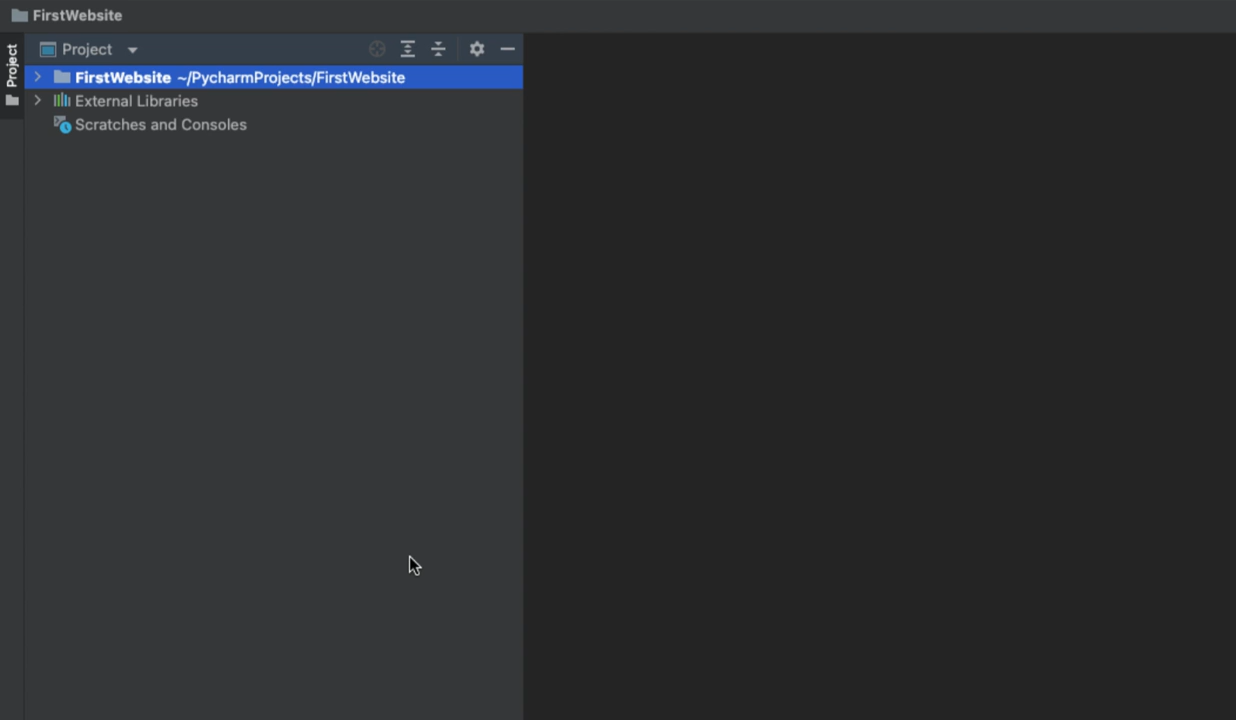 FirstWebsite
Project
Project
FirstWebsite ~/PycharmProjects/FirstWebsite
External Libraries
Scratches and Consoles